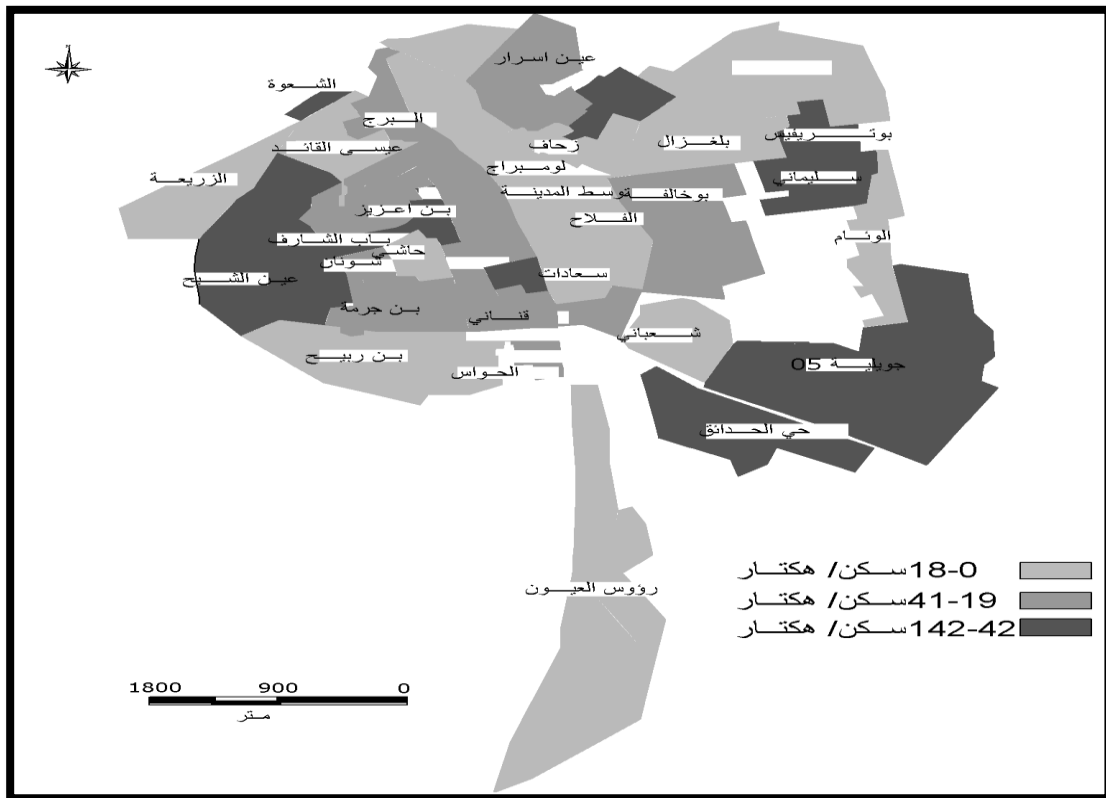 عين اسرار
الشعوة
البرج
بوتريفيس
زحاف
بلغزال
عيسى القائد
لومبراج
الزريعة
سليماني
وسط المدينة
بوخالفة
بن اعزيز
الفلاح
الونام
باب الشارف
حاشي
شونان
سعادات
عين الشيح
بن جرمة
قناني
شعباني
بن ربيح
الحواس
جويلية 05
حي الحدائق
رؤوس العيون
18-0 سكن/ هكتار
41-19 سكن/ هكتار
142-42 سكن/ هكتار
1800 900 0
متر